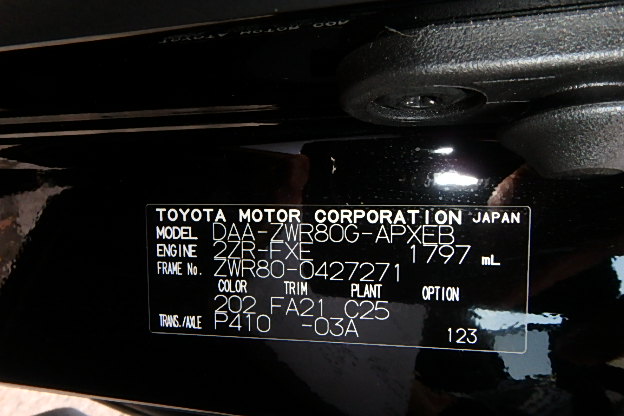 TOYOTA MOTOR CORPORATION JAPAN
MODEL DAA-ZWR80G-APXEB
ENGINE 2ZR-FXE 1797 mL
FRAME No. ZWR80-0427271
COLOR TRIM PLANT OPTION
202 FA21 C25
TRANS./AXLE P410 -03A 123